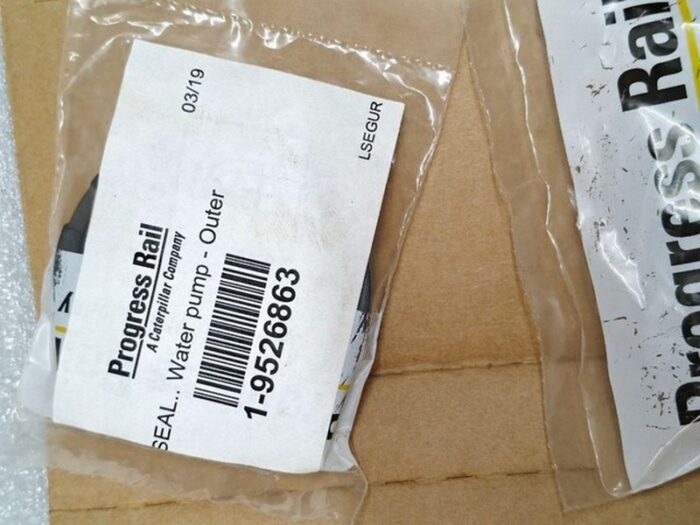 Progress Rail
A Caterpillar Company
03/19
SEAL.. Water pump - Outer
1-9526863
LSEGUR
Progress Rail